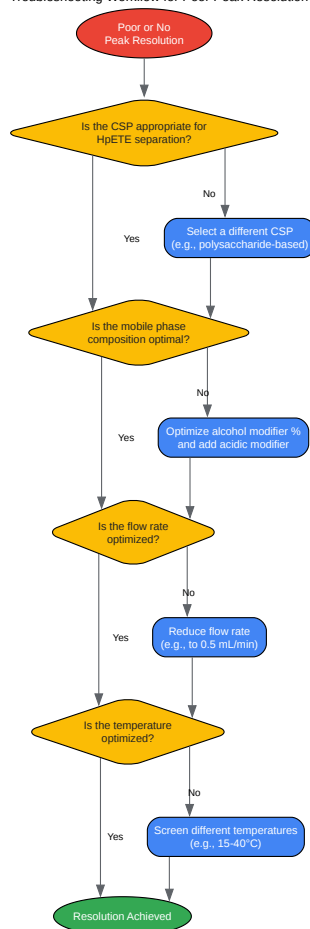 Troubleshooting Workflow for Poor Peak Resolution
Poor or No
Peak Resolution
Is the CSP appropriate for
HpETE separation?
No
Yes
Select a different CSP
(e.g., polysaccharide-based)
Is the mobile phase
composition optimal?
No
Yes
Optimize alcohol modifier %
and add acidic modifier
Is the flow rate
optimized?
No
Yes
Reduce flow rate
(e.g., to 0.5 mL/min)
Is the temperature
optimized?
No
Yes
Screen different temperatures
(e.g., 15-40°C)
Resolution Achieved